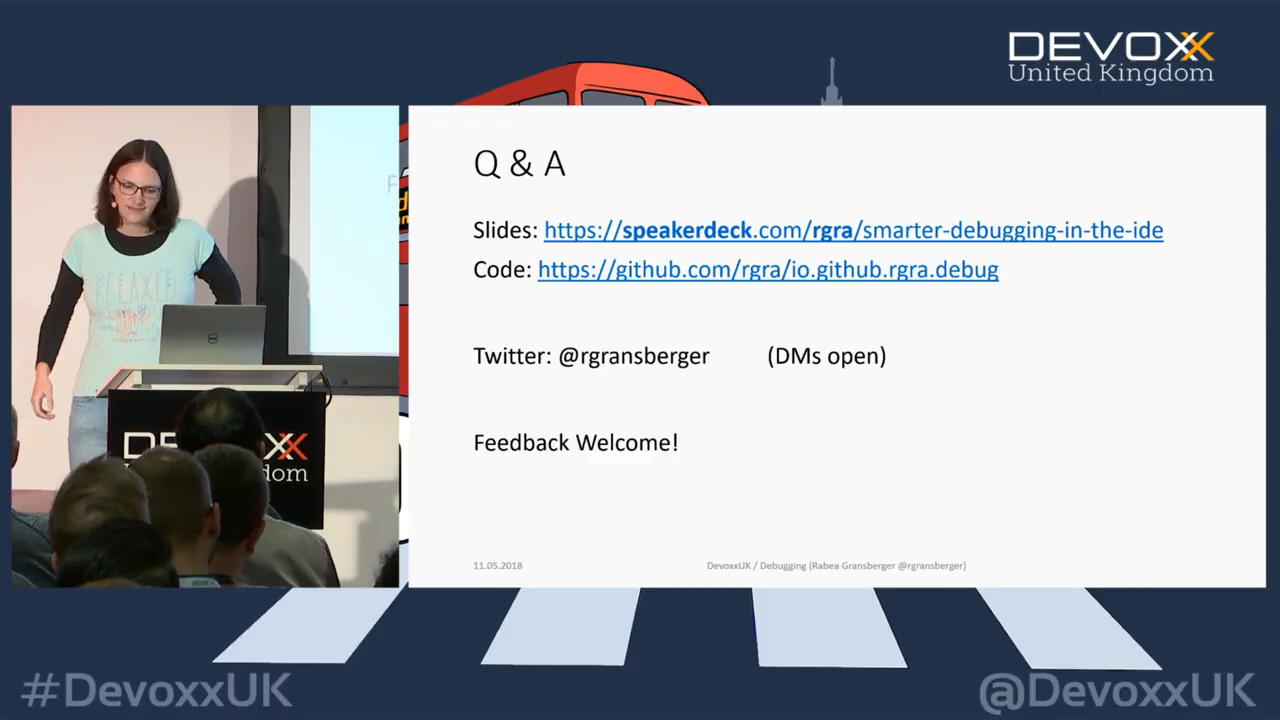 DEVOXX
United Kingdom
Q & A
Slides: https://speakerdeck.com/rgra/smarter-debugging-in-the-ide
Code: https://github.com/rgra/io.github.rgra.debug
Twitter: @rgransberger (DMs open)
Feedback Welcome!
11.05.2018 DevoxxUK / Debugging (Rabea Gransberger @rgransberger)
RELAXED
#DevoxxUK
@DevoxxUK